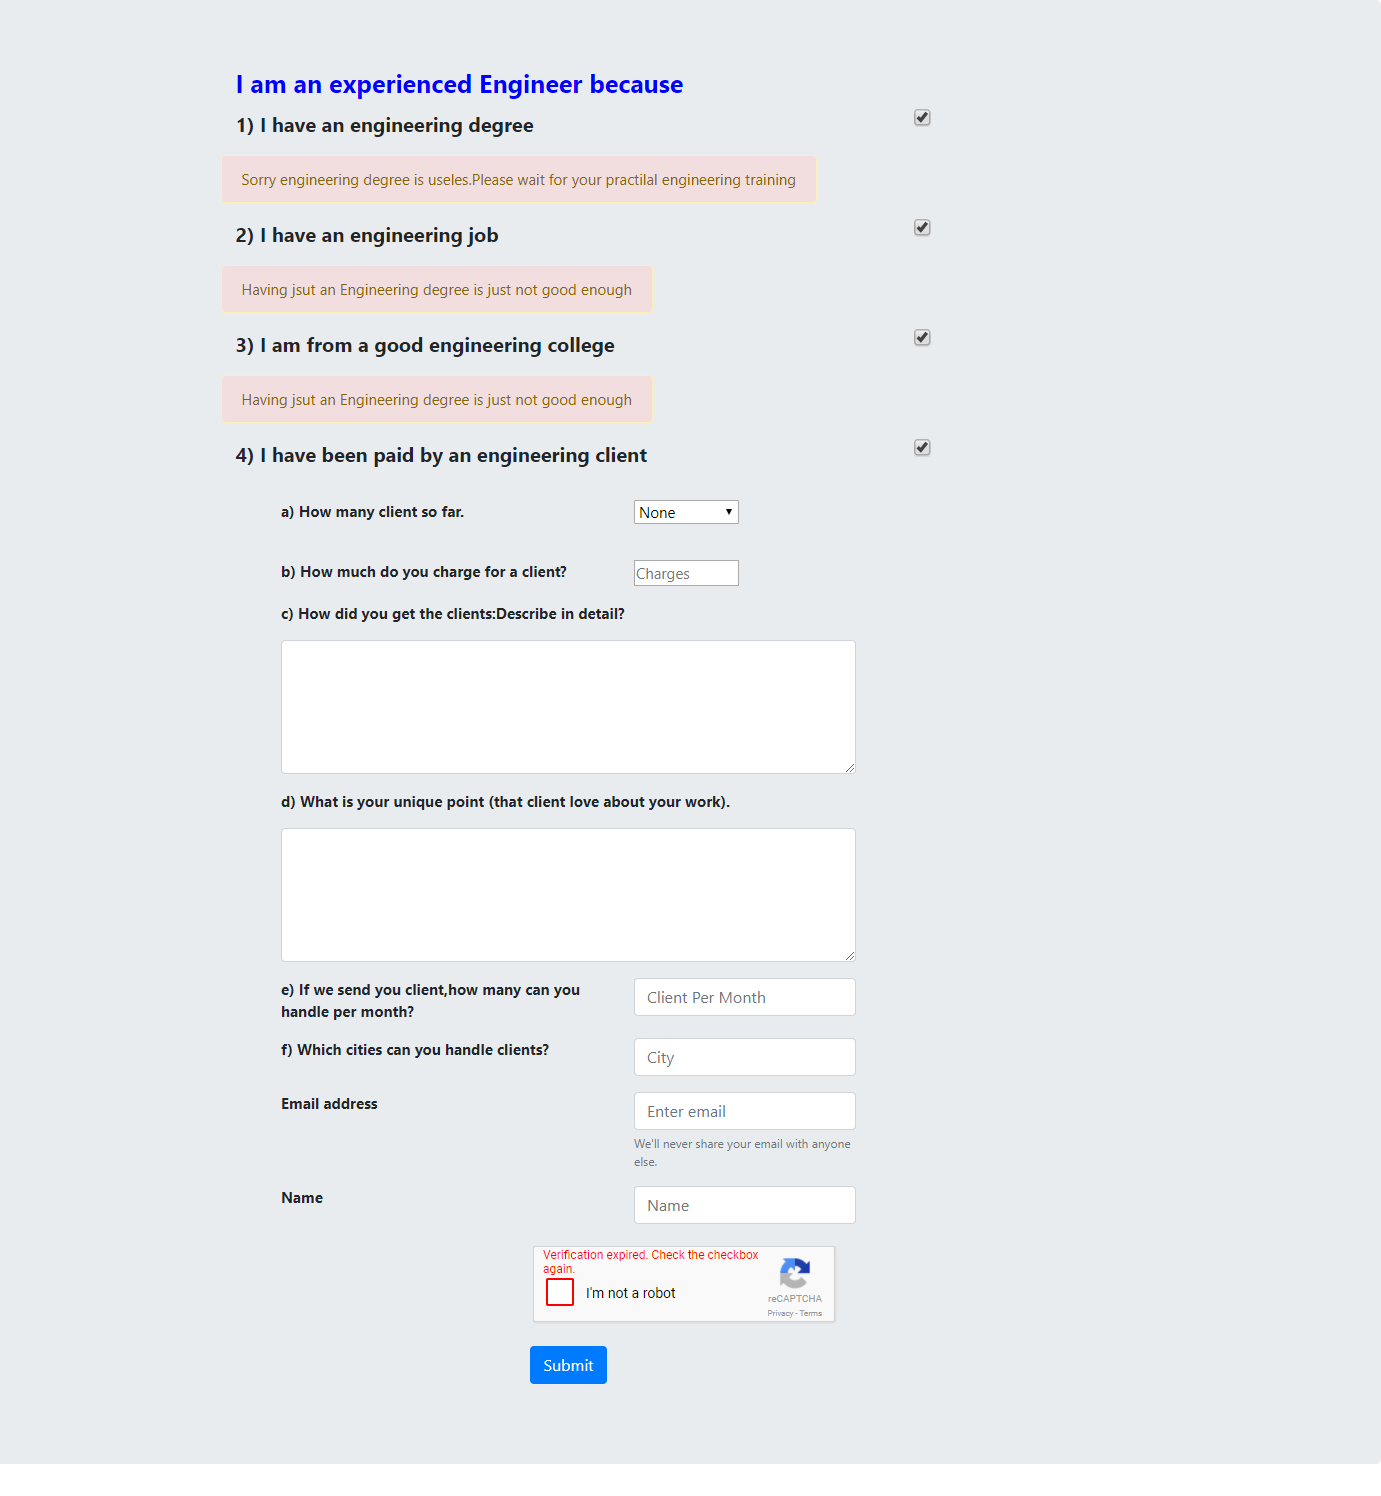 I am an experienced Engineer because
1) I have an engineering degree
Sorry engineering degree is useles.Please wait for your practilal engineering training
2) I have an engineering job
Having jsut an Engineering degree is just not good enough
3) I am from a good engineering college
Having jsut an Engineering degree is just not good enough
4) I have been paid by an engineering client
a) How many client so far.
None
b) How much do you charge for a client?
Charges
c) How did you get the clients:Describe in detail?
d) What is your unique point (that client love about your work).
e) If we send you client,how many can you
handle per month?
Client Per Month
f) Which cities can you handle clients?
City
Email address
Enter email
We'll never share your email with anyone
else.
Name
Name
Verification expired. Check the checkbox
again.
I'm not a robot
reCAPTCHA
Privacy - Terms
Submit